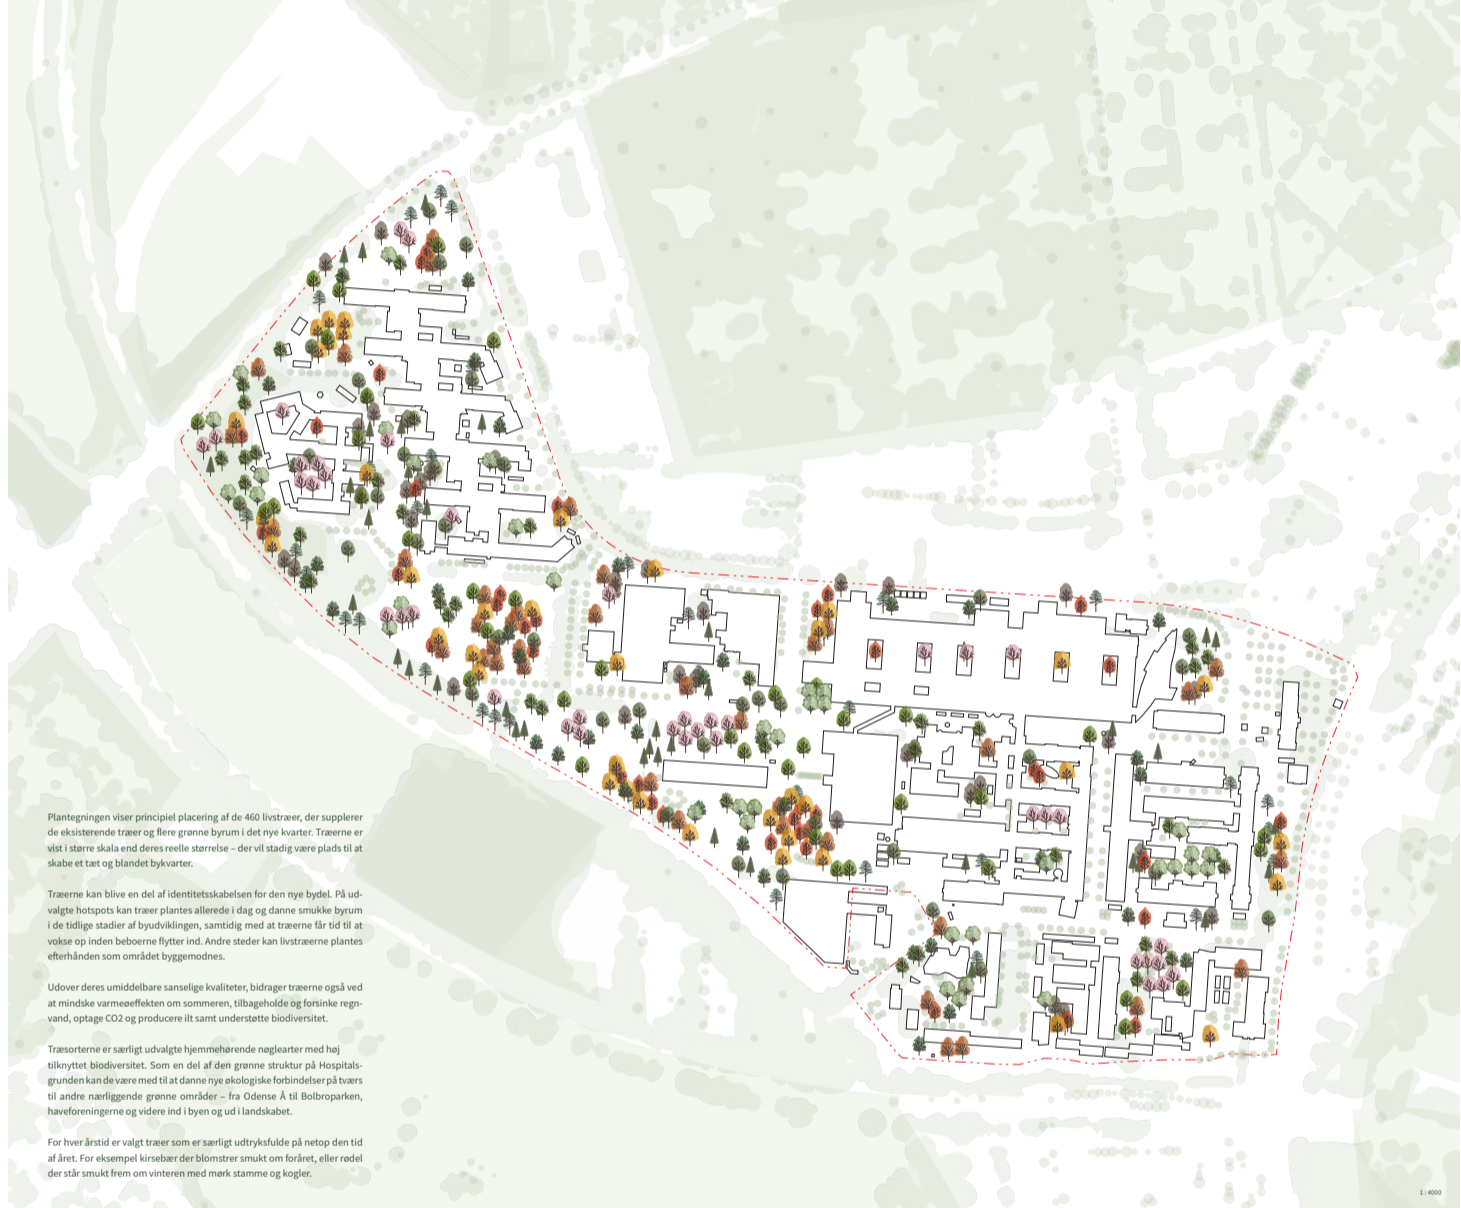 Plantegningen viser principiel placering af de 460 livstræer, der supplerer
de eksisterende træer og flere grønne byrum i det nye kvarter. Træerne er
vist i større skala end deres reelle størrelse – der vil stadig være plads til at
skabe et tæt og blandet bykvarter.
Træerne kan blive en del af identitetsskabelsen for den nye bydel. På ud-
valgte hotspots kan træer plantes allerede i dag og danne smukke byrum
i de tidlige stadier af byudviklingen, samtidig med at træerne får tid til at
vokse op inden beboerne flytter ind. Andre steder kan livstræerne plantes
efterhånden som området byggemodnes.
Udover deres umiddelbare sanselige kvaliteter, bidrager træerne også ved
at mindske varmeøeffekten om sommeren, tilbageholde og forsinke regn-
vand, optage CO2 og producere ilt samt understøtte biodiversitet.
Træsorterne er særligt udvalgte hjemmehørende nøglearter med høj
tilknyttet biodiversitet. Som en del af den grønne struktur på Hospitals-
grunden kan de være med til at danne nye økologiske forbindelser på tværs
til andre nærliggende grønne områder – fra Odense Å til Bolbroparken,
haveforeningerne og videre ind i byen og ud i landskabet.
For hver årstid er valgt træer som er særligt udtryksfulde på netop den tid
af året. For eksempel kirsebær der blomstrer smukt om foråret, eller rødel
der står smukt frem om vinteren med mørk stamme og kogler.
1 | 4000